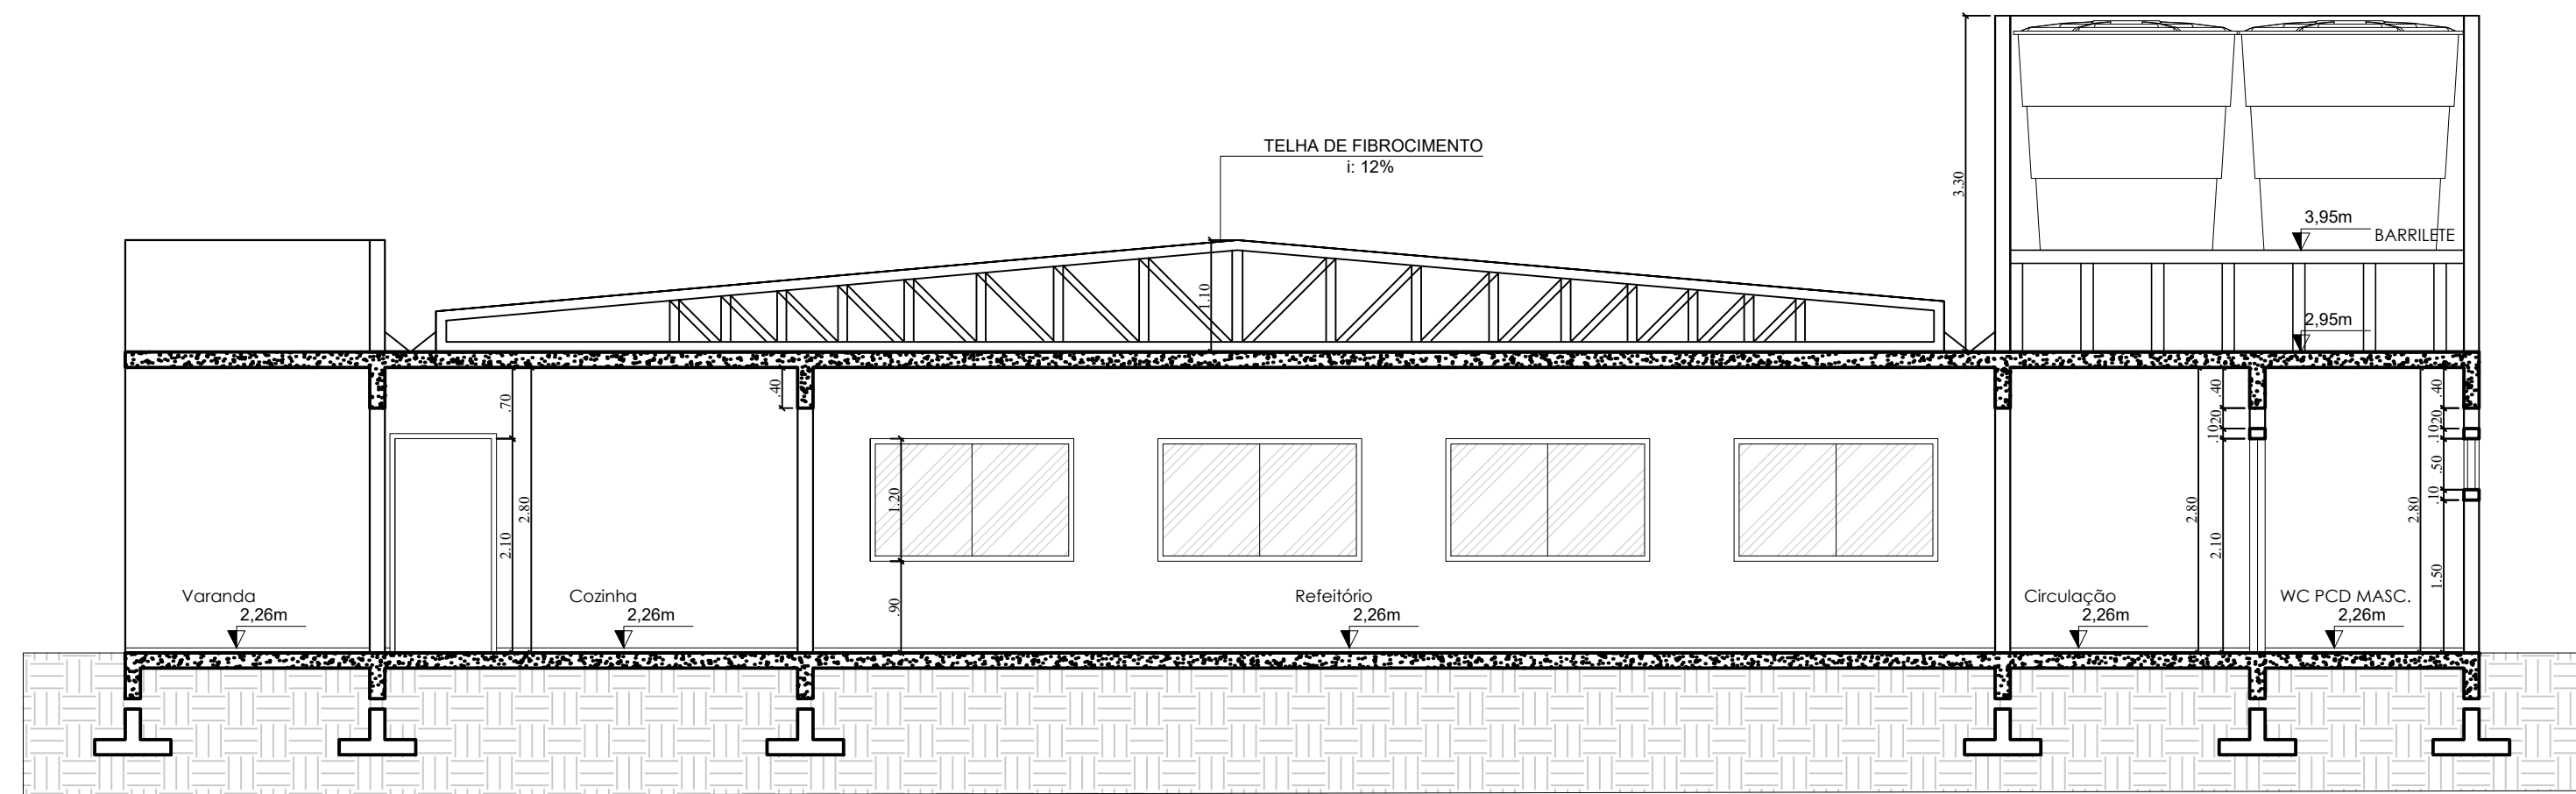 TELHA DE FIBROCIMENTO
i: 12%
3.30
3,95m
BARRILETE
1.10
2,95m
.70
.40
.40
.40
.20
.20
.10
.10
.50
.10
2.80
2.10
1.20
.90
2.80
2.10
2.80
1.50
Varanda
2,26m
Cozinha
2,26m
Refeitório
2,26m
Circulação
2,26m
WC PCD MASC.
2,26m